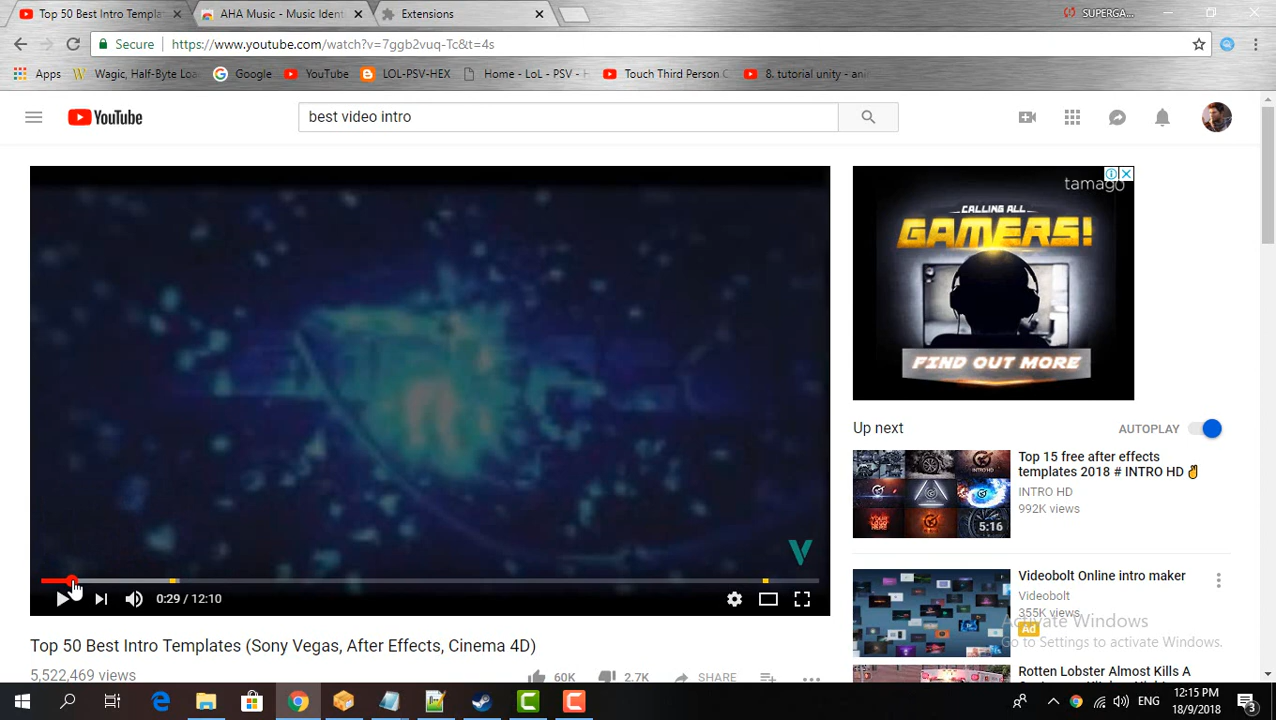 Top 50 Best Intro Templa
AHA Music - Music Ident
Extensions
SUPERGA...
Secure
https://www.youtube.com/watch?v=7ggb2vuq-Tc&t=4s
Apps
Wagic, Half-Byte Loa
Google
YouTube
LOL-PSV-HEX
Home - LoL - PSV - H
Touch Third Person C
8. tutorial unity - ani
YouTube
best video intro
tamago
CALLING ALL
GAMERS!
FIND OUT MORE
Up next
AUTOPLAY
Top 15 free after effects
templates 2018 # INTRO HD
INTRO HD
992K views
5:16
Videobolt Online intro maker
Videobolt
355K views
Ad
Activate Windows
Go to Settings to activate Windows.
Rotten Lobster Almost Kills A
0:29 / 12:10
Top 50 Best Intro Templates (Sony Vegas, After Effects, Cinema 4D)
5,522,469 views
60K
2.7K
SHARE
ENG
12:15 PM
18/9/2018
3